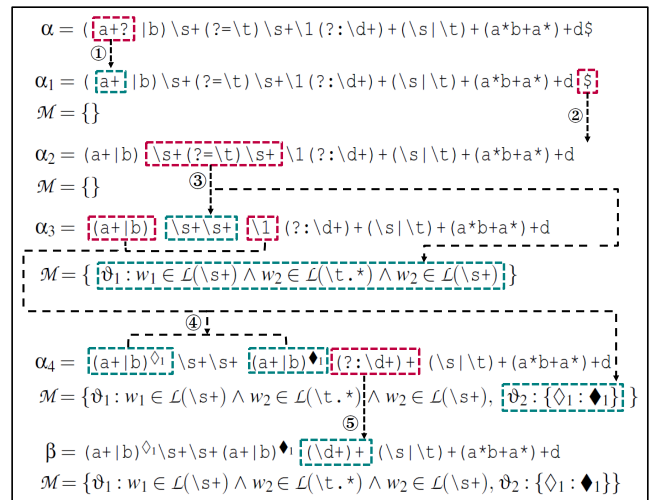 α = (a+?|b)\s+(?=\t)\s+\1(?:\d+)+(\s|\t)+(a*b+a*)+d$
①
α₁ = (a+|b)\s+(?=\t)\s+\1(?:\d+)+(\s|\t)+(a*b+a*)+d$
ℳ = {}
②
α₂ = (a+|b)\s+(?=\t)\s+\1(?:\d+)+(\s|\t)+(a*b+a*)+d
ℳ = {}
③
α₃ = (a+|b) \s+\s+ \1 (?:\d+)+(\s|\t)+(a*b+a*)+d
ℳ = { ϑ₁ : w₁ ∈ ℒ(\s+) ∧ w₂ ∈ ℒ(\t.*) ∧ w₂ ∈ ℒ(\s+) }
④
α₄ = (a+|b)^◊₁ \s+\s+ (a+|b)^♦₁ (?:\d+)+ (\s|\t)+(a*b+a*)+d
ℳ = {ϑ₁ : w₁ ∈ ℒ(\s+) ∧ w₂ ∈ ℒ(\t.*) ∧ w₂ ∈ ℒ(\s+), ϑ₂ : {◊₁ : ♦₁} }
⑤
β = (a+|b)^◊₁\s+\s+(a+|b)^♦₁ (\d+)+ (\s|\t)+(a*b+a*)+d
ℳ = {ϑ₁ : w₁ ∈ ℒ(\s+) ∧ w₂ ∈ ℒ(\t.*) ∧ w₂ ∈ ℒ(\s+), ϑ₂ : {◊₁ : ♦₁}}